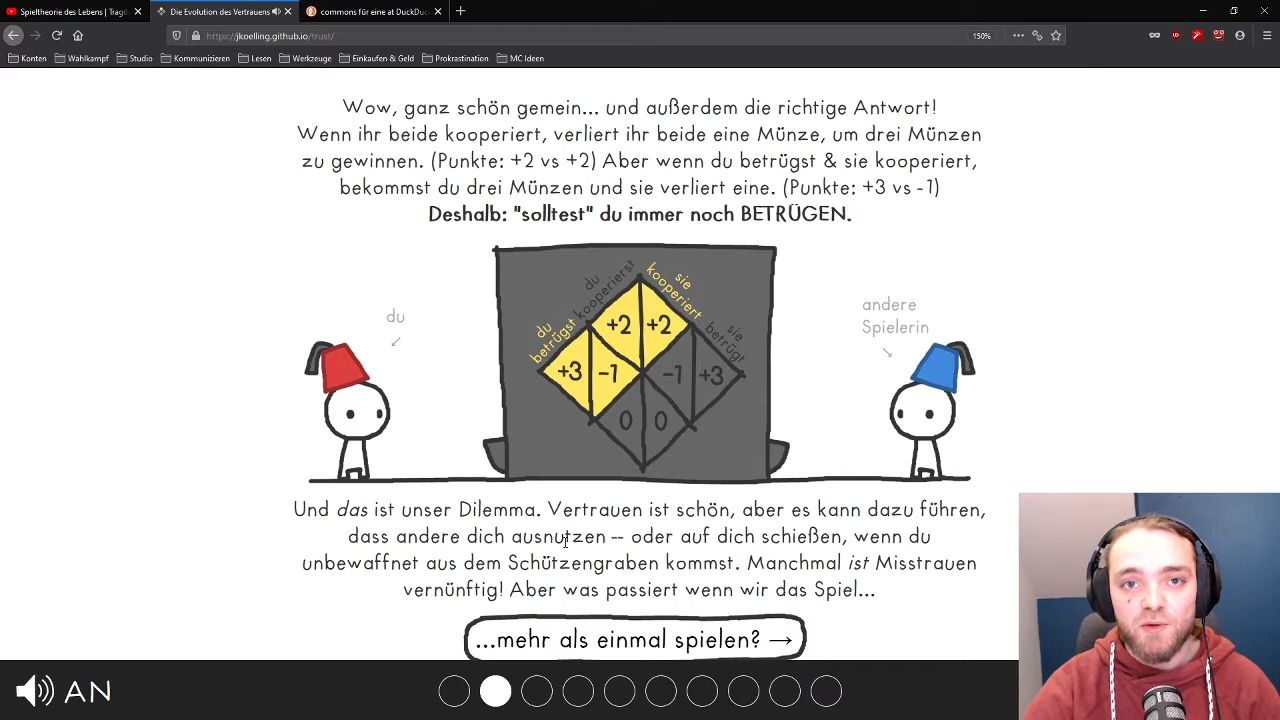 Spieltheorie des Lebens | Tragö
Die Evolution des Vertrauens
commons für eine at DuckDuc
https://jkoelling.github.io/trust/
150%
Konten
Wahlkampf
Studio
Kommunizieren
Lesen
Werkzeuge
Einkaufen & Geld
Prokrastination
MC Ideen
Wow, ganz schön gemein... und außerdem die richtige Antwort!
Wenn ihr beide kooperiert, verliert ihr beide eine Münze, um drei Münzen
zu gewinnen. (Punkte: +2 vs +2) Aber wenn du betrügst & sie kooperiert,
bekommst du drei Münzen und sie verliert eine. (Punkte: +3 vs -1)
Deshalb: "solltest" du immer noch BETRÜGEN.
du
andere
Spielerin
du
kooperierst
sie
kooperiert
du
betrügst
sie
betrügt
+2 +2
+3 -1 -1 +3
0 0
Und das ist unser Dilemma. Vertrauen ist schön, aber es kann dazu führen,
dass andere dich ausnutzen -- oder auf dich schießen, wenn du
unbewaffnet aus dem Schützengraben kommst. Manchmal ist Misstrauen
vernünftig! Aber was passiert wenn wir das Spiel...
...mehr als einmal spielen? →
AN